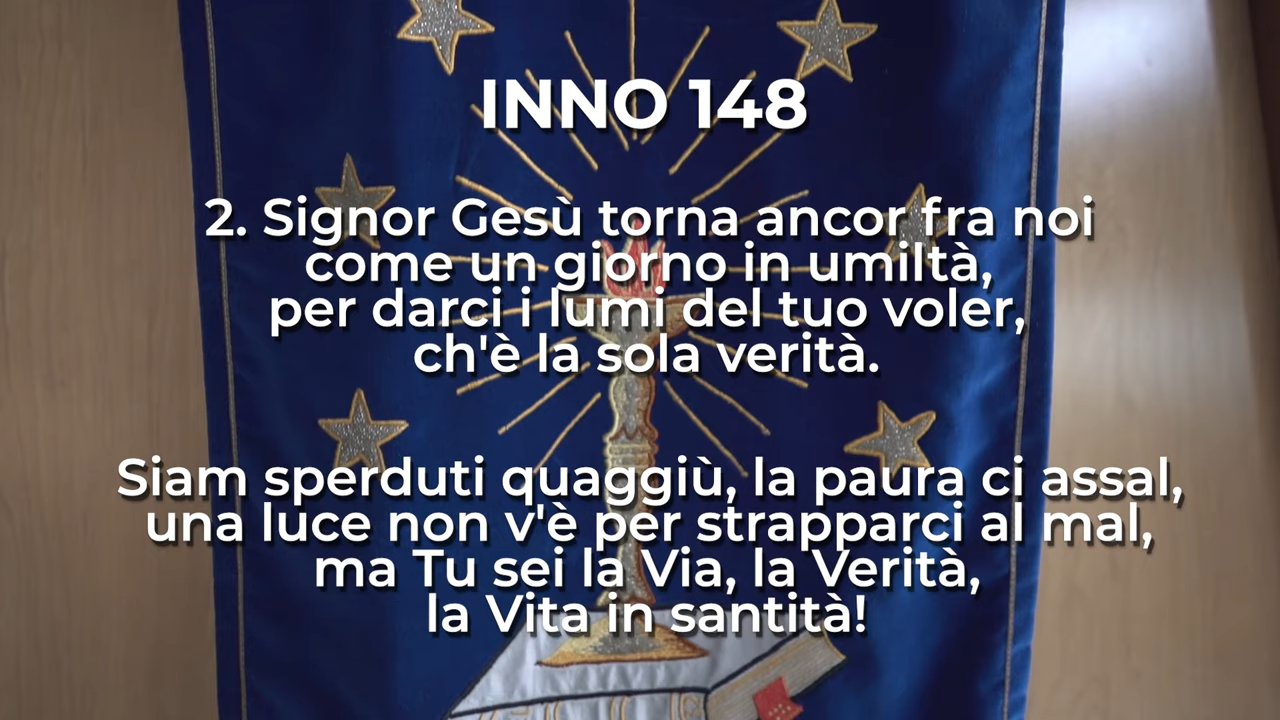 INNO 148
2. Signor Gesù torna ancor fra noi
come un giorno in umiltà,
per darci i lumi del tuo voler,
ch'è la sola verità.
Siam sperduti quaggiù, la paura ci assal,
una luce non v'è per strapparci al mal,
ma Tu sei la Via, la Verità,
la Vita in santità!